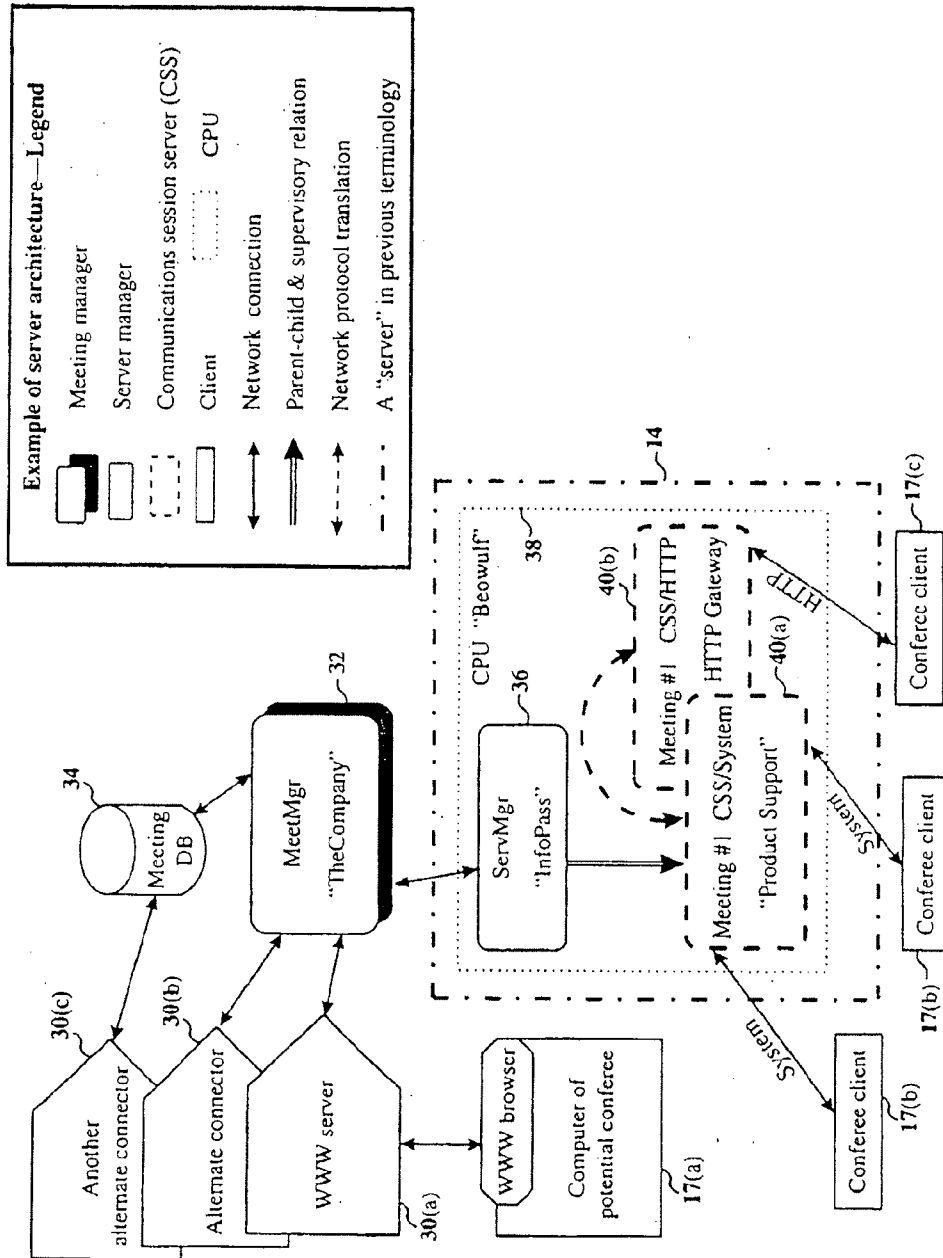 Example of server architecture—Legend
Meeting manager
Server manager
Communications session server (CSS)
Client
CPU
Network connection
Parent-child & supervisory relation
Network protocol translation
A “server” in previous terminology
34
Meeting
DB
30(c)
Another
alternate connector
30(b)
Alternate connector
WWW server
30(a)
32
MeetMgr
“TheCompany”
WWW browser
Computer of
potential conferee
17(a)
14
38
CPU “Beowulf”
36
ServMgr
“InfoPass”
40(b)
Meeting #1 CSS/HTTP
HTTP Gateway
40(a)
Meeting #1 CSS/System
“Product Support”
System
System
HTTP
Conferee client
17(b)
Conferee client
17(b)
Conferee client
17(c)